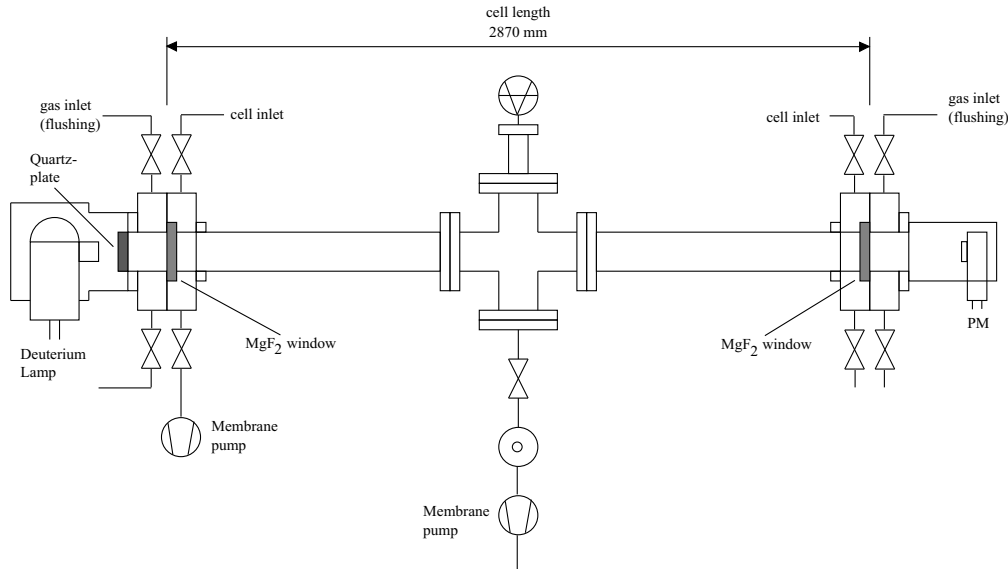 cell length
2870 mm
gas inlet
(flushing)
cell inlet
cell inlet
gas inlet
(flushing)
Quartz-
plate
Deuterium
Lamp
MgF2 window
MgF2 window
PM
Membrane
pump
Membrane
pump